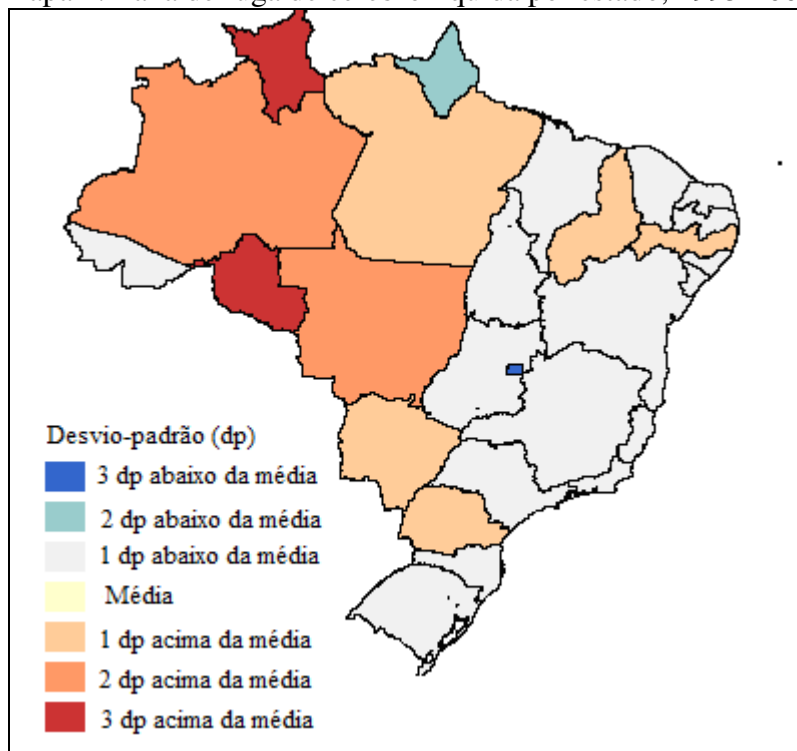 Desvio-padrão (dp)
3 dp abaixo da média
2 dp abaixo da média
1 dp abaixo da média
Média
1 dp acima da média
2 dp acima da média
3 dp acima da média